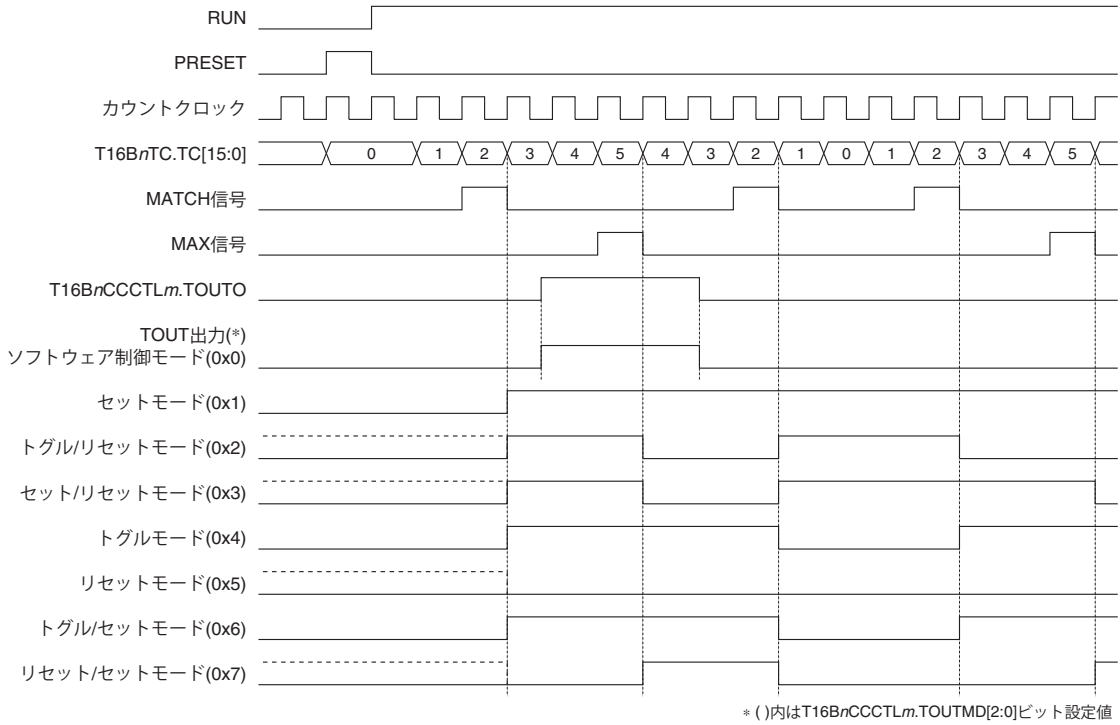 RUN
PRESET
カウントクロック
T16BnTC.TC[15:0]
0 1 2 3 4 5 4 3 2 1 0 1 2 3 4 5
MATCH信号
MAX信号
T16BnCCCTLm.TOUTO
TOUT出力(*)
ソフトウェア制御モード(0x0)
セットモード(0x1)
トグル/リセットモード(0x2)
セット/リセットモード(0x3)
トグルモード(0x4)
リセットモード(0x5)
トグル/セットモード(0x6)
リセット/セットモード(0x7)
* ( )内はT16BnCCCTLm.TOUTMD[2:0]ビット設定値